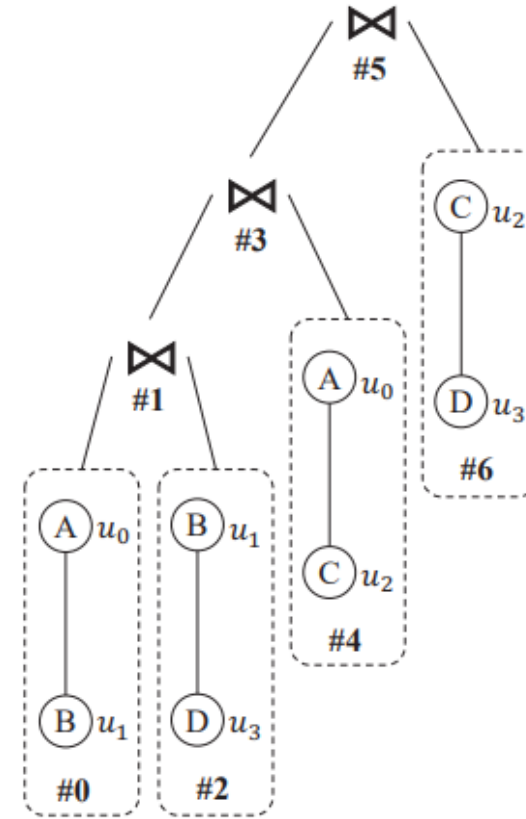 #5
C u₂
#3
A u₀
D u₃
#1
#6
A u₀
B u₁
C u₂
#4
B u₁
D u₃
#0
#2